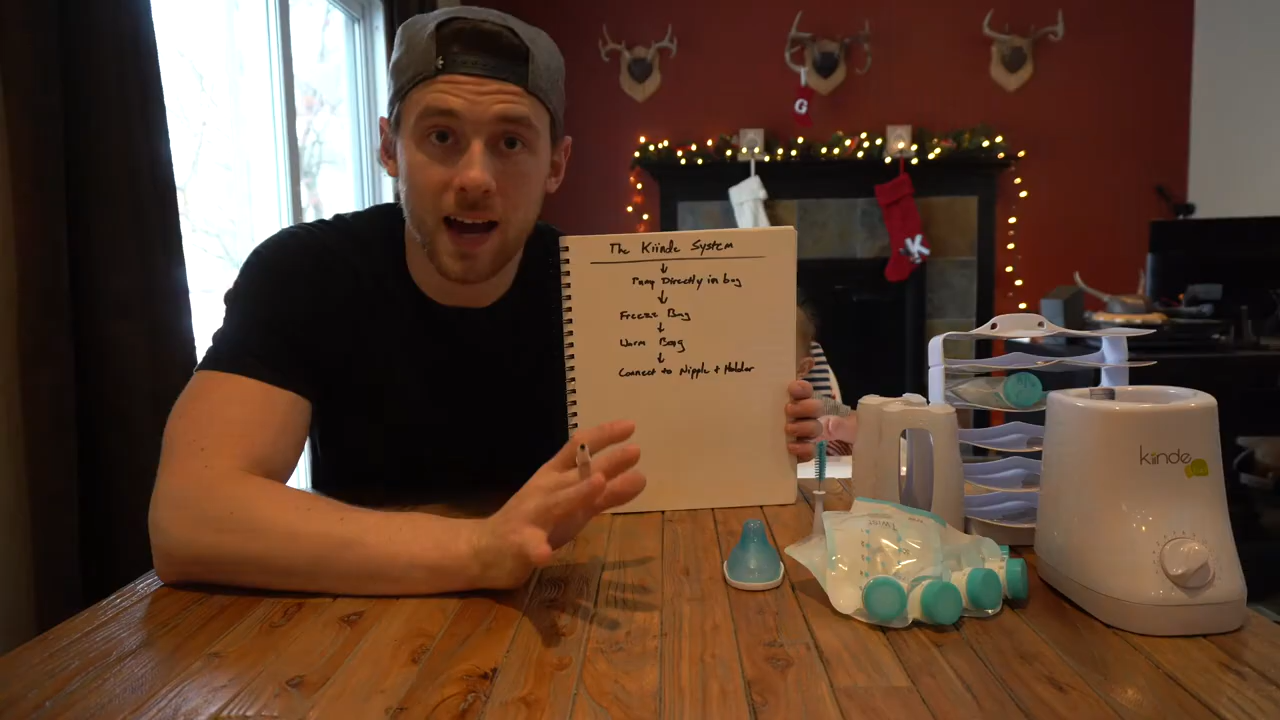 G
K
The Kiinde System
↓
Pump Directly in bag
↓
Freeze Bag
↓
Warm Bag
↓
Connect to Nipple + Holder
kiinde